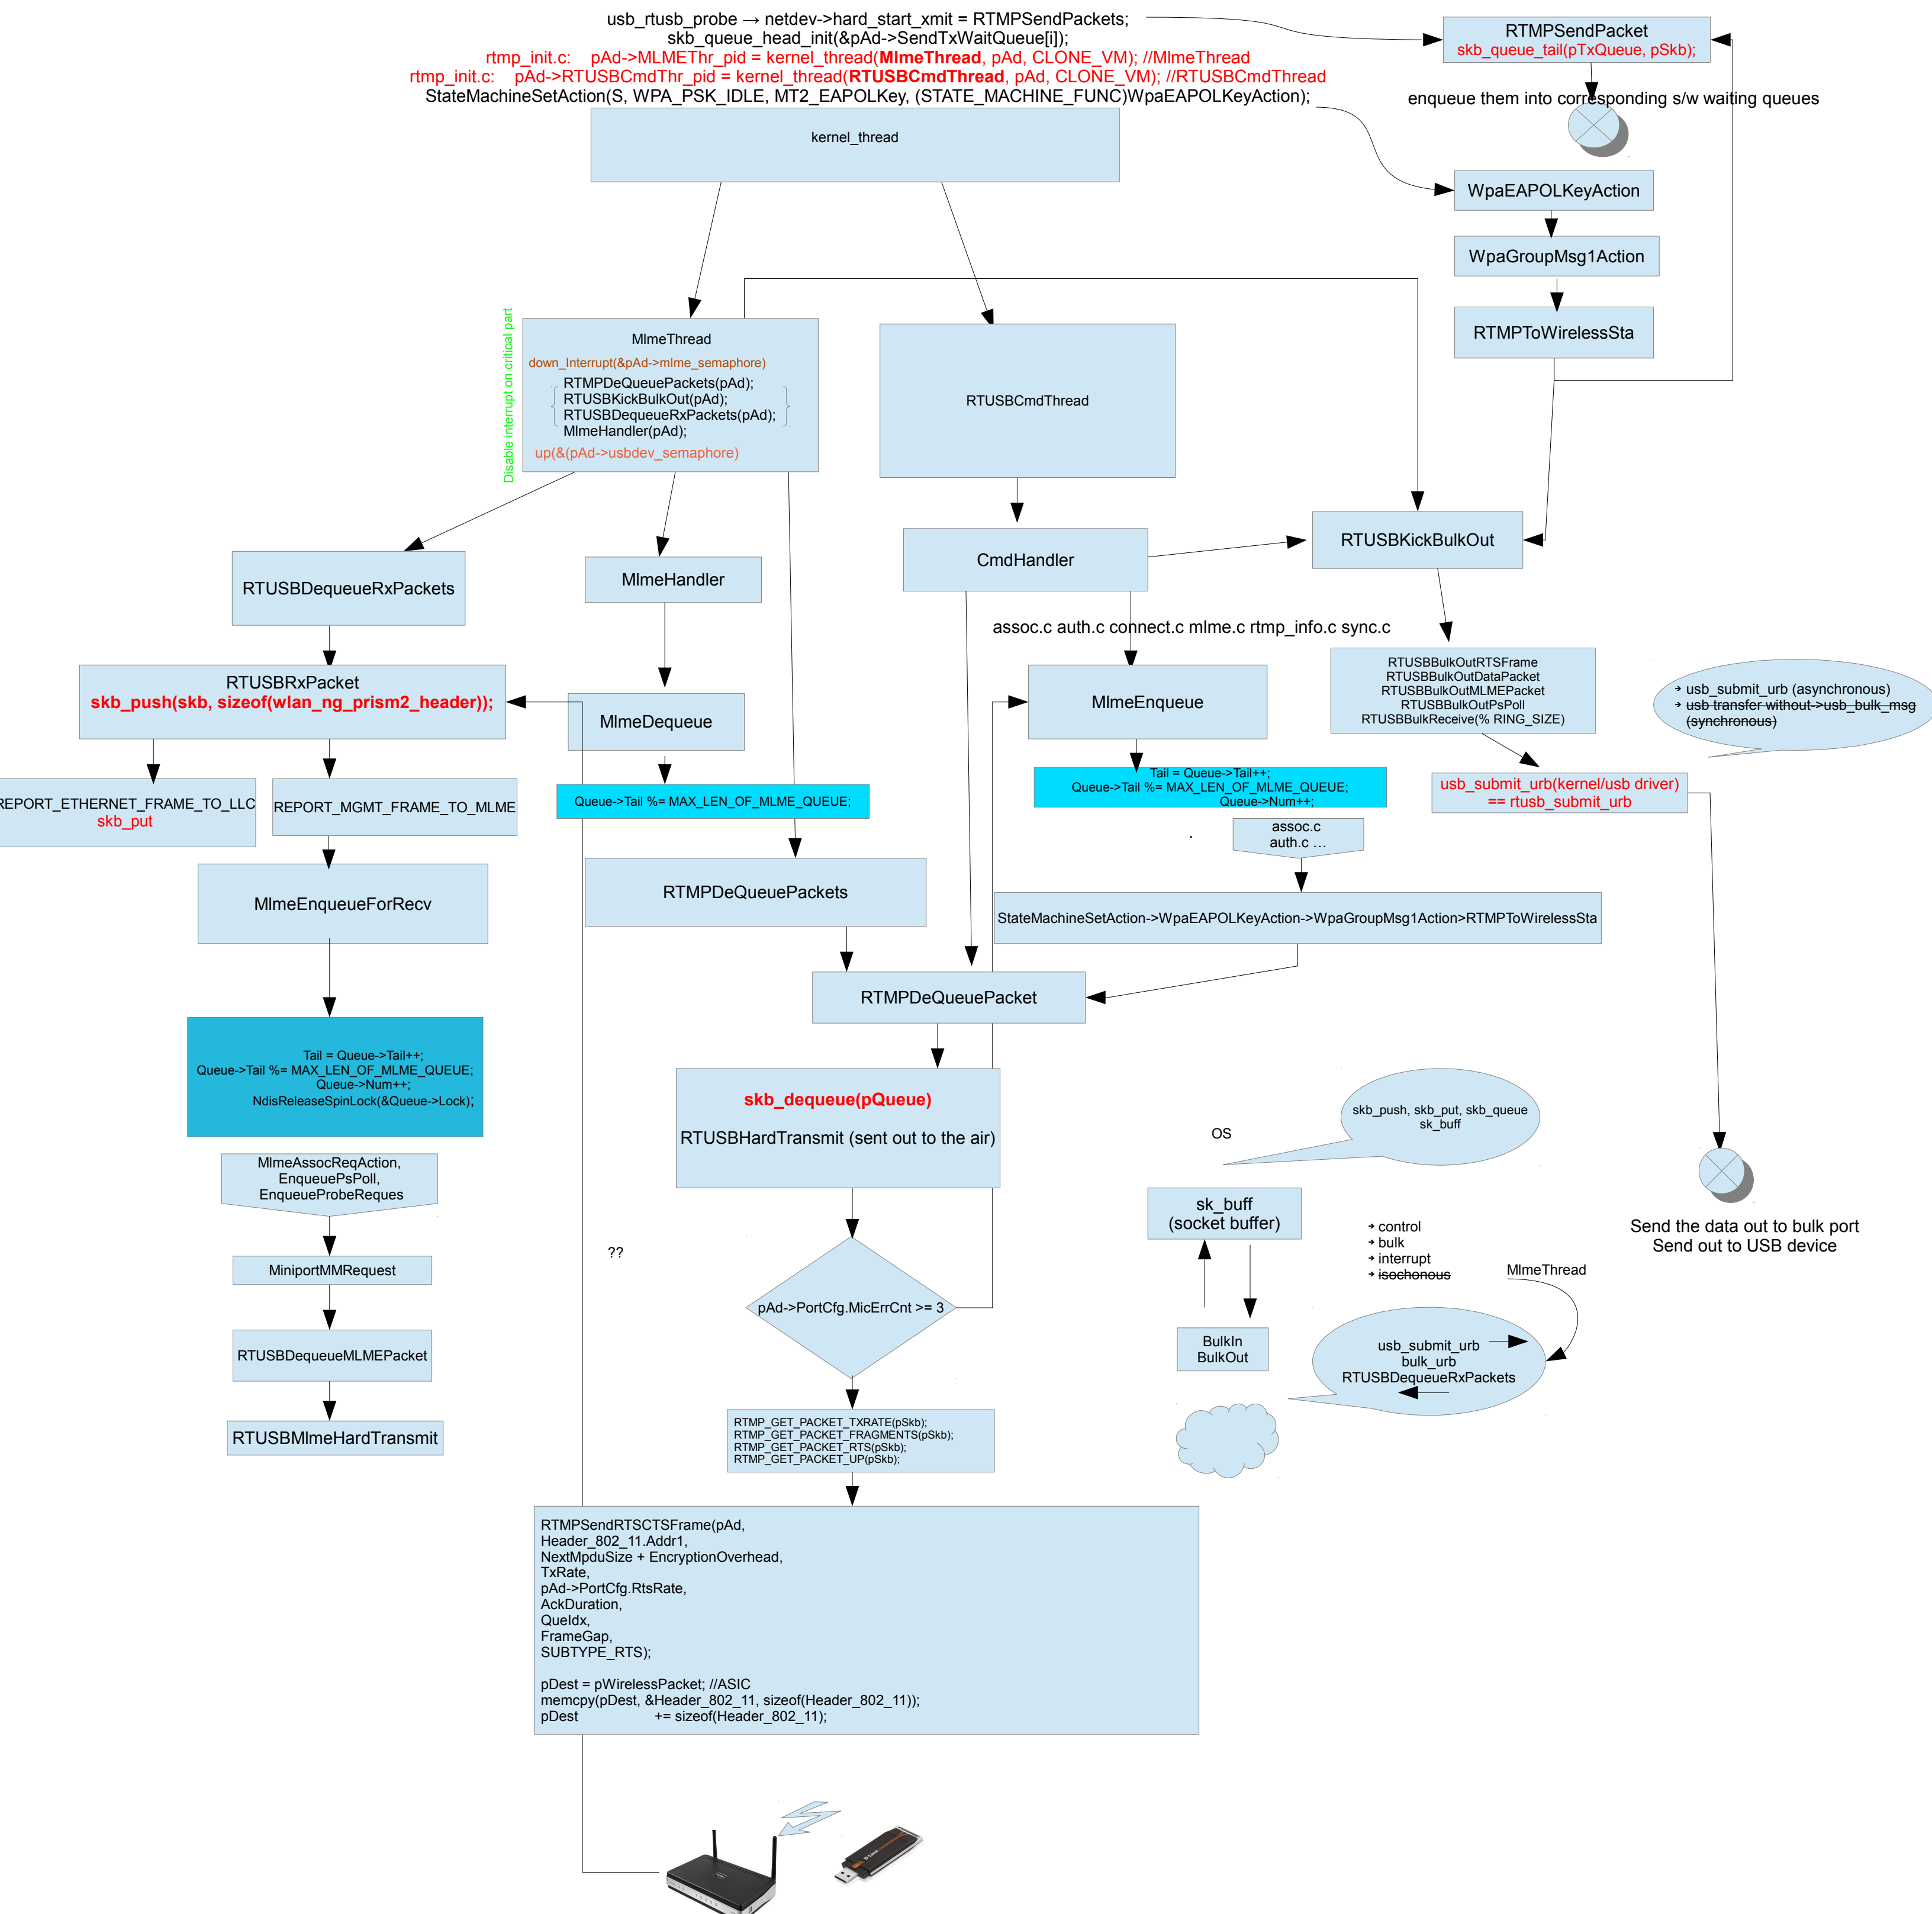 usb_rtusb_probe → netdev->hard_start_xmit = RTMPSendPackets;
skb_queue_head_init(&pAd->SendTxWaitQueue[i]);
rtmp_init.c: pAd->MLMEThr_pid = kernel_thread(MlmeThread, pAd, CLONE_VM); //MlmeThread
rtmp_init.c: pAd->RTUSBCmdThr_pid = kernel_thread(RTUSBCmdThread, pAd, CLONE_VM); //RTUSBCmdThread
StateMachineSetAction(S, WPA_PSK_IDLE, MT2_EAPOLKey, (STATE_MACHINE_FUNC)WpaEAPOLKeyAction);
RTMPSendPacket
skb_queue_tail(pTxQueue, pSkb);
enqueue them into corresponding s/w waiting queues
kernel_thread
WpaEAPOLKeyAction
WpaGroupMsg1Action
RTMPToWirelessSta
Disable interrupt on critical part
MlmeThread
down_Interrupt(&pAd->mlme_semaphore)
RTMPDeQueuePackets(pAd);
RTUSBKickBulkOut(pAd);
RTUSBDequeueRxPackets(pAd);
MlmeHandler(pAd);
up(&(pAd->usbdev_semaphore)
RTUSBCmdThread
RTUSBDequeueRxPackets
MlmeHandler
CmdHandler
RTUSBKickBulkOut
assoc.c auth.c connect.c mlme.c rtmp_info.c sync.c
RTUSBRxPacket
skb_push(skb, sizeof(wlan_ng_prism2_header));
MlmeDequeue
MlmeEnqueue
RTUSBBulkOutRTSFrame
RTUSBBulkOutDataPacket
RTUSBBulkOutMLMEPacket
RTUSBBulkOutPsPoll
RTUSBBulkReceive(% RING_SIZE)
usb_submit_urb (asynchronous)
usb transfer without->usb_bulk_msg
(synchronous)
REPORT_ETHERNET_FRAME_TO_LLC
skb_put
REPORT_MGMT_FRAME_TO_MLME
Queue->Tail %= MAX_LEN_OF_MLME_QUEUE;
Tail = Queue->Tail++;
Queue->Tail %= MAX_LEN_OF_MLME_QUEUE;
Queue->Num++;
usb_submit_urb(kernel/usb driver)
== rtusb_submit_urb
assoc.c
auth.c ...
MlmeEnqueueForRecv
RTMPDeQueuePackets
StateMachineSetAction->WpaEAPOLKeyAction->WpaGroupMsg1Action>RTMPToWirelessSta
RTMPDeQueuePacket
Tail = Queue->Tail++;
Queue->Tail %= MAX_LEN_OF_MLME_QUEUE;
Queue->Num++;
NdisReleaseSpinLock(&Queue->Lock);
skb_dequeue(pQueue)
RTUSBHardTransmit (sent out to the air)
skb_push, skb_put, skb_queue
sk_buff
OS
MlmeAssocReqAction,
EnqueuePsPoll,
EnqueueProbeReques
sk_buff
(socket buffer)
Send the data out to bulk port
Send out to USB device
MiniportMMRequest
??
control
bulk
interrupt
isochonous
MlmeThread
pAd->PortCfg.MicErrCnt >= 3
RTUSBDequeueMLMEPacket
BulkIn
BulkOut
usb_submit_urb
bulk_urb
RTUSBDequeueRxPackets
RTUSBMlmeHardTransmit
RTMP_GET_PACKET_TXRATE(pSkb);
RTMP_GET_PACKET_FRAGMENTS(pSkb);
RTMP_GET_PACKET_RTS(pSkb);
RTMP_GET_PACKET_UP(pSkb);
RTMPSendRTSCTSFrame(pAd,
Header_802_11.Addr1,
NextMpduSize + EncryptionOverhead,
TxRate,
pAd->PortCfg.RtsRate,
AckDuration,
QueIdx,
FrameGap,
SUBTYPE_RTS);
pDest = pWirelessPacket; //ASIC
memcpy(pDest, &Header_802_11, sizeof(Header_802_11));
pDest += sizeof(Header_802_11);
D-Link